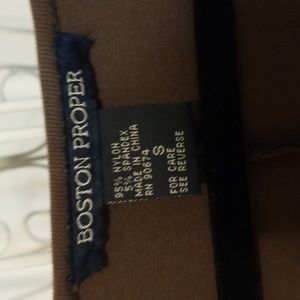 BOSTON PROPER
S
95% NYLON
5% SPANDEX
MADE IN CHINA
RN 90674
FOR CARE
SEE REVERSE